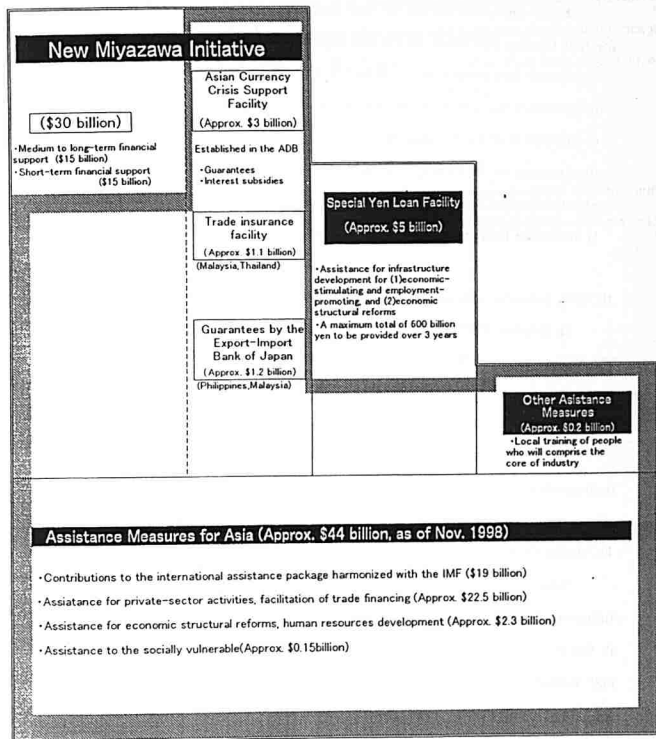 New Miyazawa Initiative
($30 billion)
・Medium to long-term financial
support ($15 billion)
・Short-term financial support
($15 billion)
Asian Currency
Crisis Support
Facility
(Approx. $3 billion)
Established in the ADB
・Guarantees
・Interest subsidies
Trade insurance
facility
(Approx. $1.1 billion)
(Malaysia,Thailand)
Guarantees by the
Export-Import
Bank of Japan
(Approx. $1.2 billion)
(Philippines,Malaysia)
Special Yen Loan Facility
(Approx. $5 billion)
・Assistance for infrastructure
development for (1)economic-
stimulating and employment-
promoting, and (2)economic
structural reforms
・A maximum total of 600 billion
yen to be provided over 3 years
Other Asistance
Measures
(Approx. $0.2 billion)
・Local training of people
who will comprise the
core of industry
Assistance Measures for Asia (Approx. $44 billion, as of Nov. 1998)
・Contributions to the international assistance package harmonized with the IMF ($19 billion)
・Assiatance for private-sector activities, facilitation of trade financing (Approx. $22.5 billion)
・Assistance for economic structural reforms, human resources development (Approx. $2.3 billion)
・Assistance to the socially vulnerable(Approx. $0.15billion)